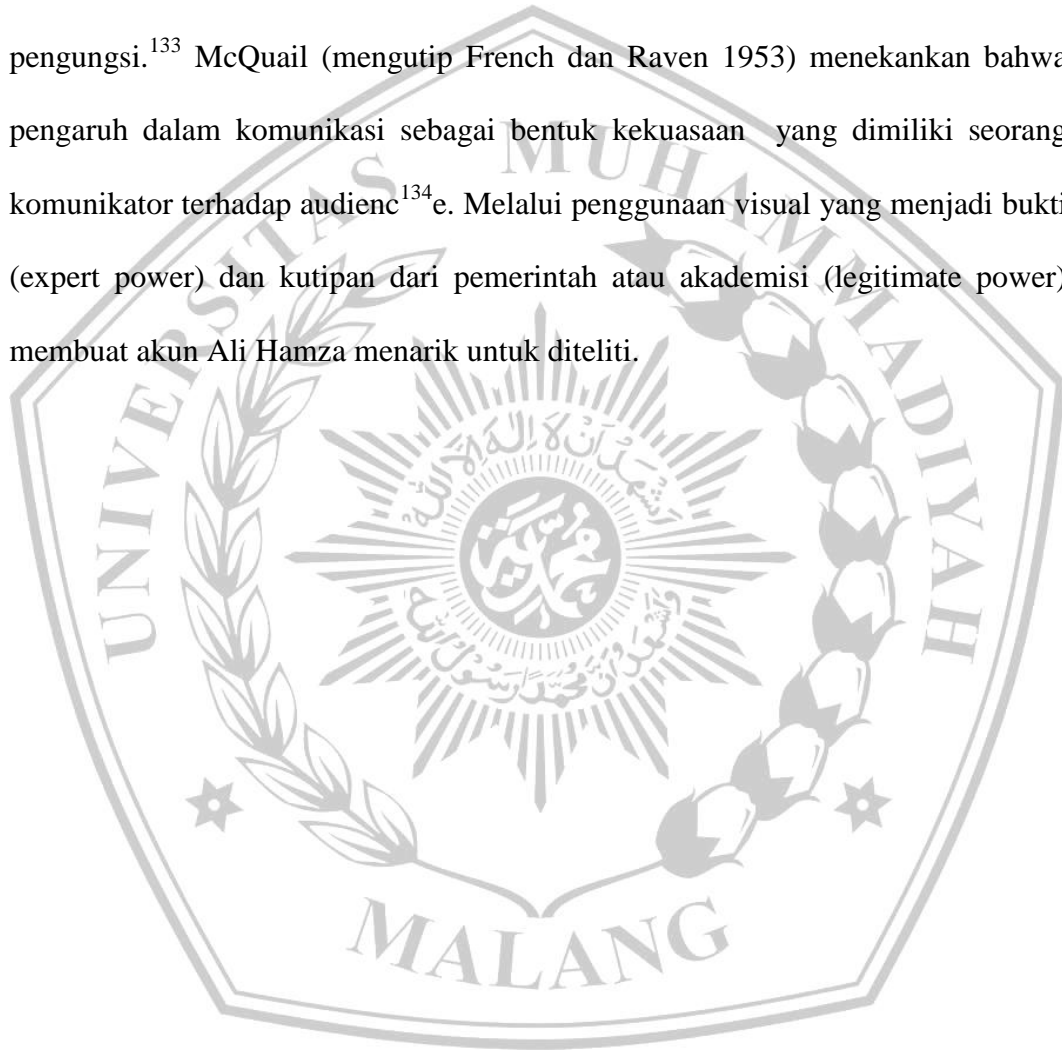 pengungsi.¹³³ McQuail (mengutip French dan Raven 1953) menekankan bahwa
pengaruh dalam komunikasi sebagai bentuk kekuasaan yang dimiliki seorang
komunikator terhadap audienc¹³⁴e. Melalui penggunaan visual yang menjadi bukti
(expert power) dan kutipan dari pemerintah atau akademisi (legitimate power)
membuat akun Ali Hamza menarik untuk diteliti.
UNIVERSITAS MUHAMMADIYAH
MALANG